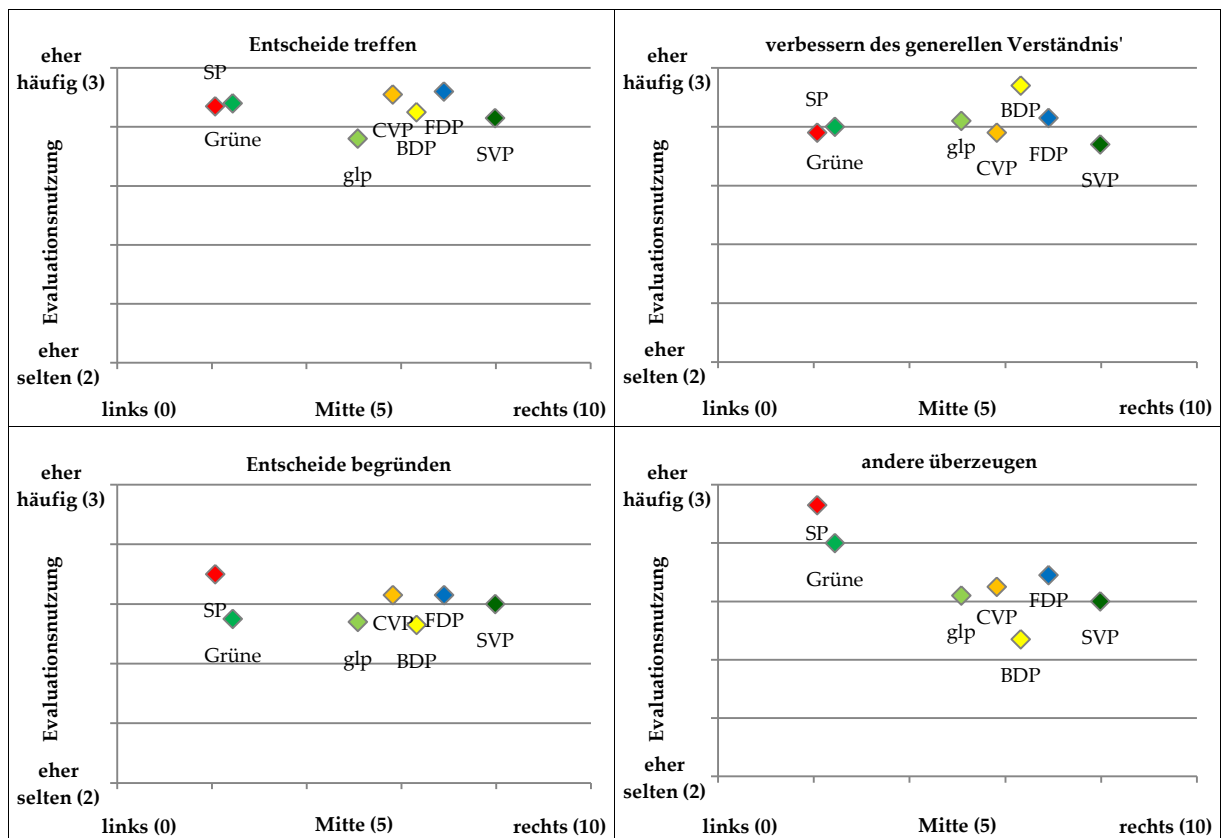 Entscheide treffen
eher
häufig (3)
SP
Grüne
CVP
FDP
BDP
SVP
glp
Evaluationsnutzung
eher
selten (2)
links (0)
Mitte (5)
rechts (10)
verbessern des generellen Verständnis'
eher
häufig (3)
SP
BDP
Grüne
glp
CVP
FDP
SVP
Evaluationsnutzung
eher
selten (2)
links (0)
Mitte (5)
rechts (10)
Entscheide begründen
eher
häufig (3)
SP
CVP
FDP
SVP
Grüne
glp
BDP
Evaluationsnutzung
eher
selten (2)
links (0)
Mitte (5)
rechts (10)
andere überzeugen
eher
häufig (3)
SP
Grüne
FDP
CVP
glp
SVP
BDP
Evaluationsnutzung
eher
selten (2)
links (0)
Mitte (5)
rechts (10)